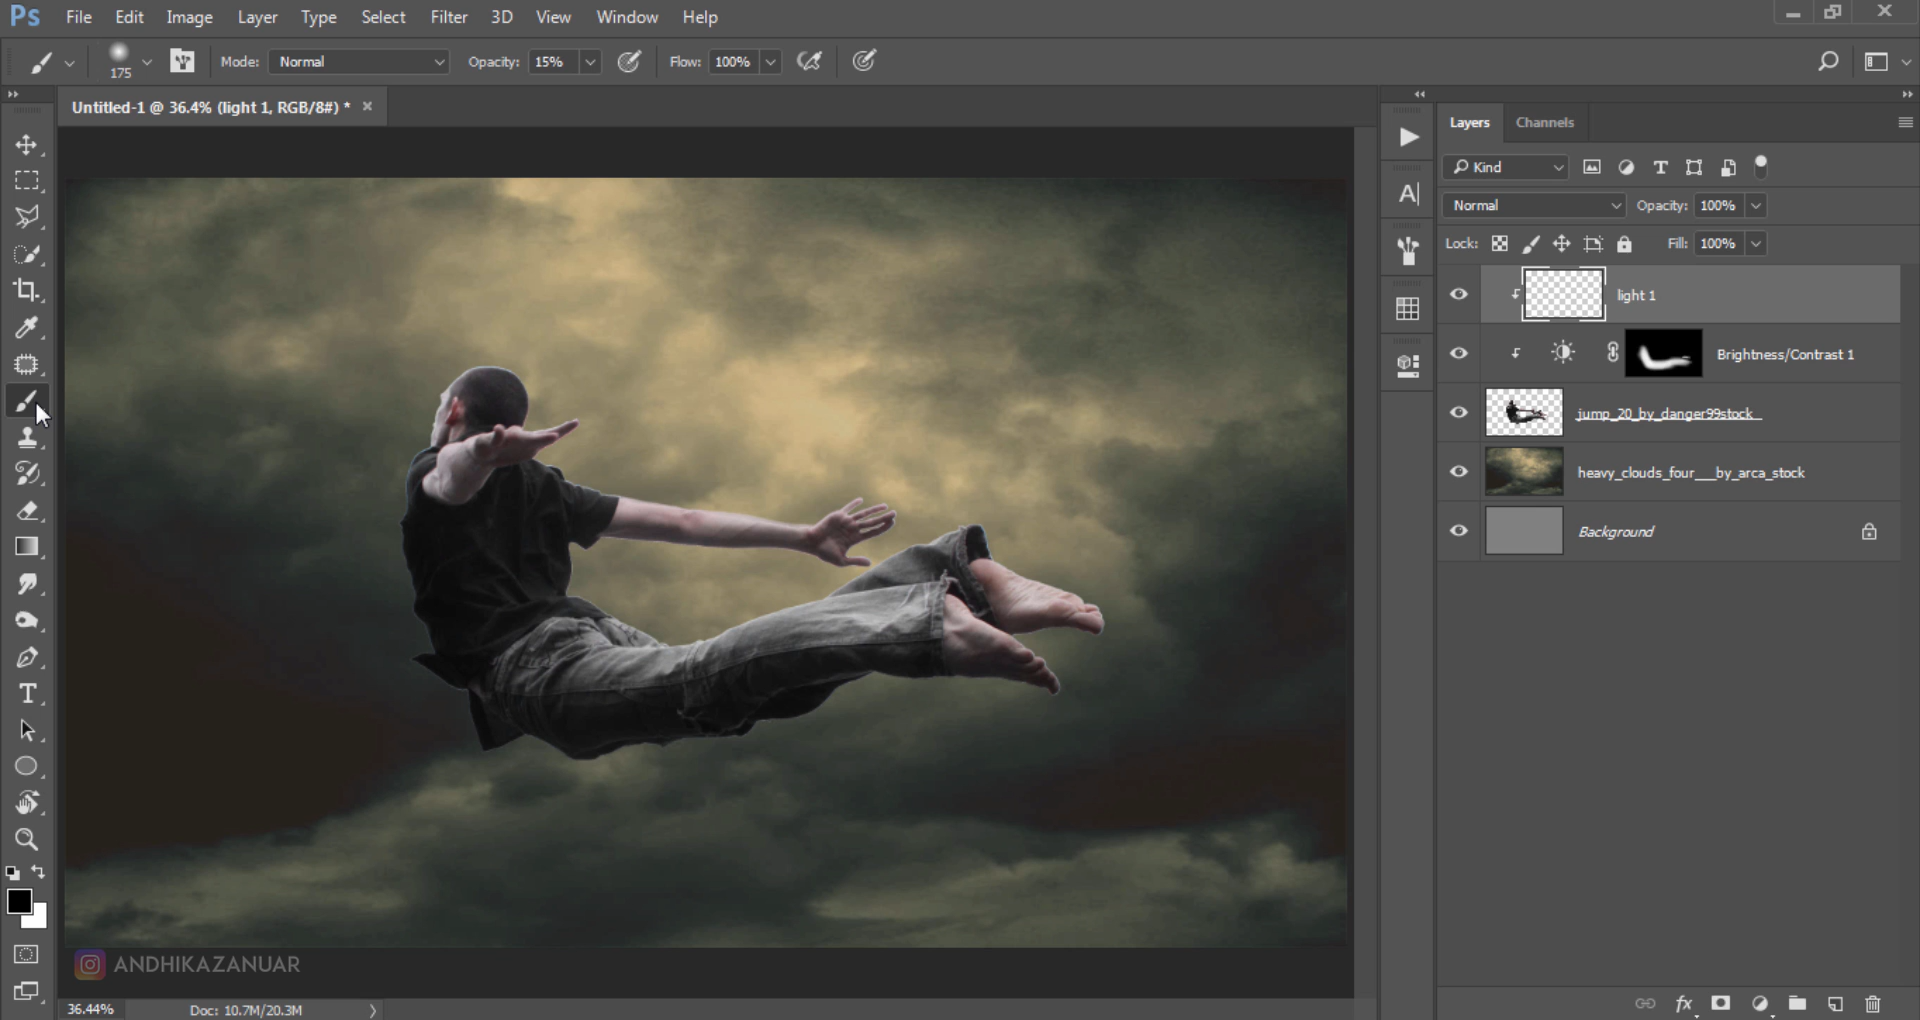 Ps File Edit Image Layer Type Select Filter 3D View Window Help
175 Mode: Normal Opacity: 15% Flow: 100%
Untitled-1 @ 36.4% (light 1, RGB/8#) * ×
Layers Channels
Kind
Normal Opacity: 100%
Lock: Fill: 100%
light 1
Brightness/Contrast 1
jump_20_by_danger99stock
heavy_clouds_four___by_arca_stock
Background
ANDHIKAZANUAR
36.44% Doc: 10.7M/20.3M